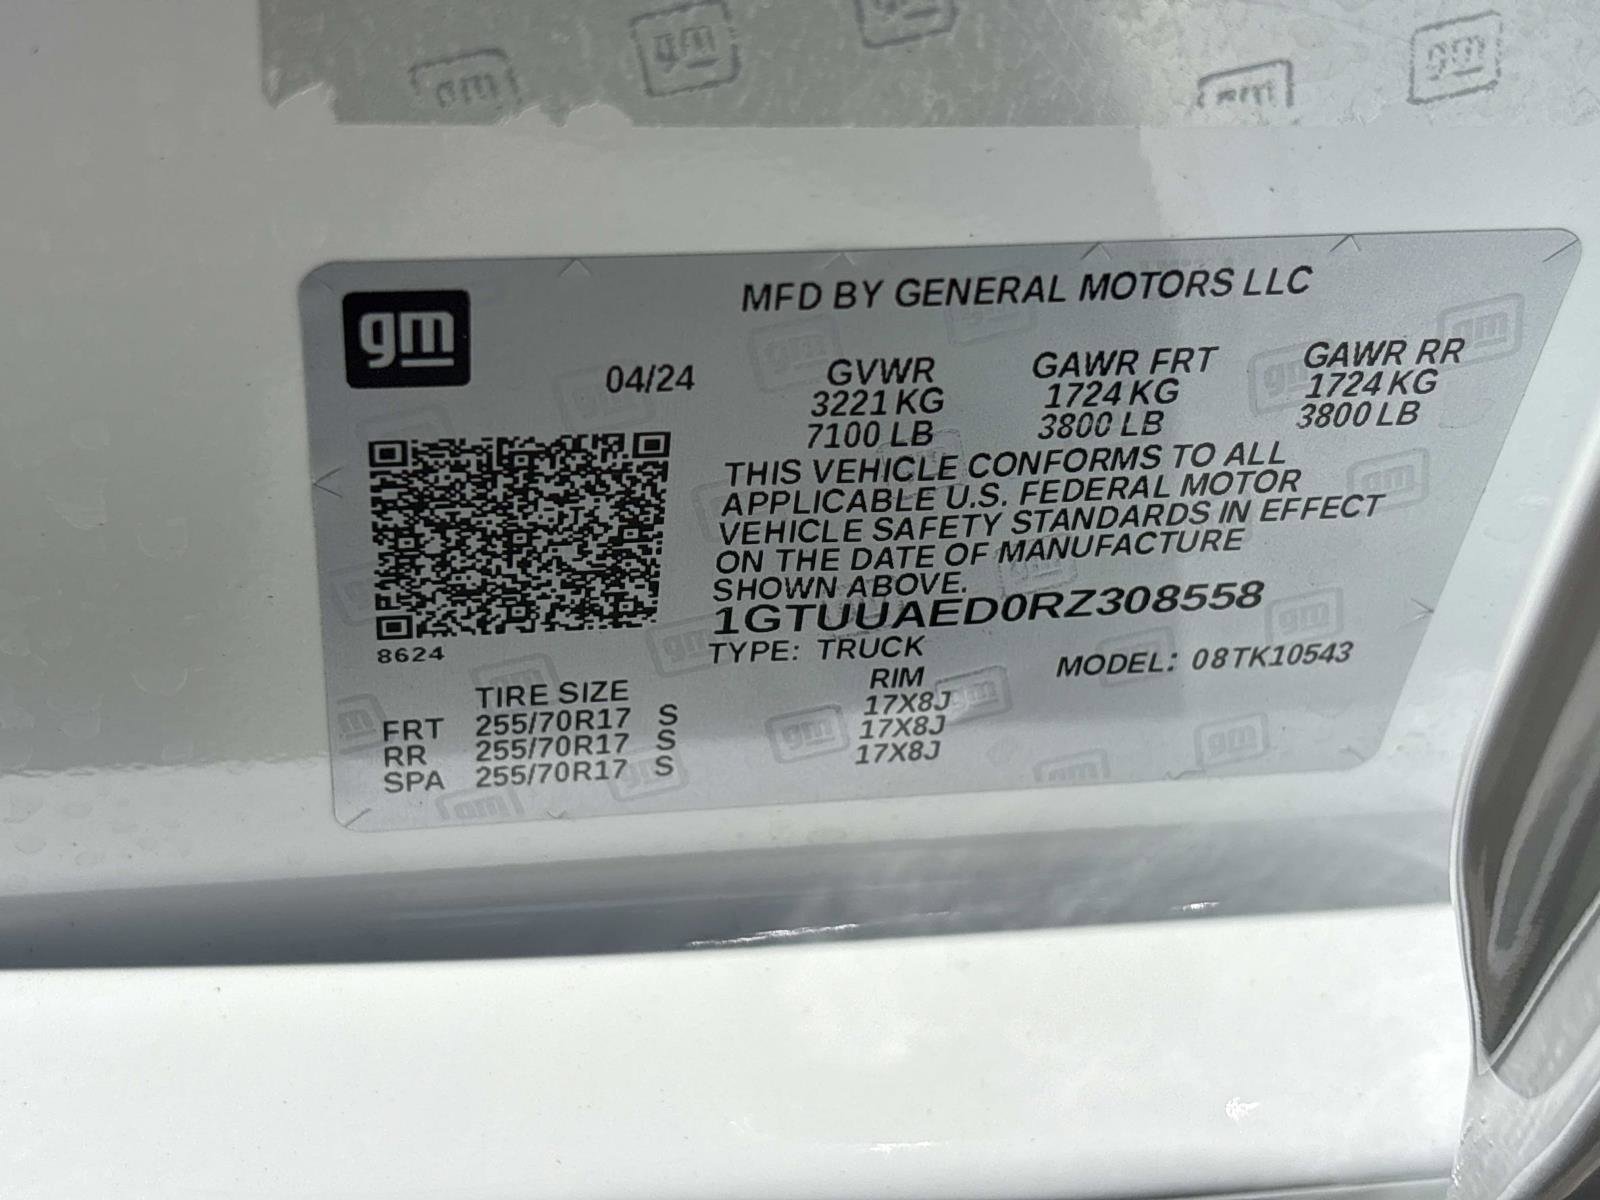 gm
MFD BY GENERAL MOTORS LLC
04/24
GVWR GAWR FRT GAWR RR
3221 KG 1724 KG 1724 KG
7100 LB 3800 LB 3800 LB
THIS VEHICLE CONFORMS TO ALL
APPLICABLE U.S. FEDERAL MOTOR
VEHICLE SAFETY STANDARDS IN EFFECT
ON THE DATE OF MANUFACTURE
SHOWN ABOVE.
1GTUUAED0RZ308558
8624
TYPE: TRUCK MODEL: 08TK10543
TIRE SIZE RIM
FRT 255/70R17 S 17X8J
RR 255/70R17 S 17X8J
SPA 255/70R17 S 17X8J